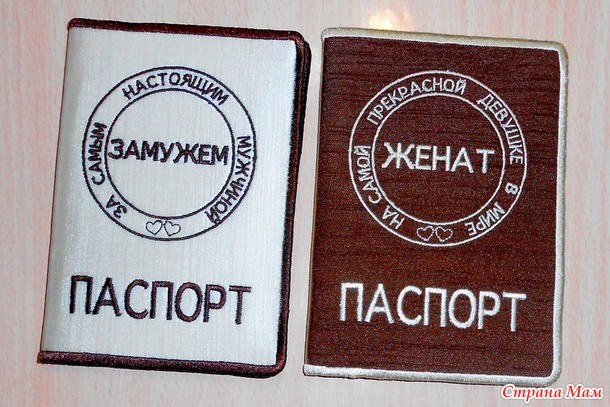 ЗА САМЫМ НАСТОЯЩИМ МУЖЧИНОЙ
ЗАМУЖЕМ
ПАСПОРТ
НА САМОЙ ПРЕКРАСНОЙ ДЕВУШКЕ В МИРЕ
ЖЕНАТ
ПАСПОРТ
Страна Мам